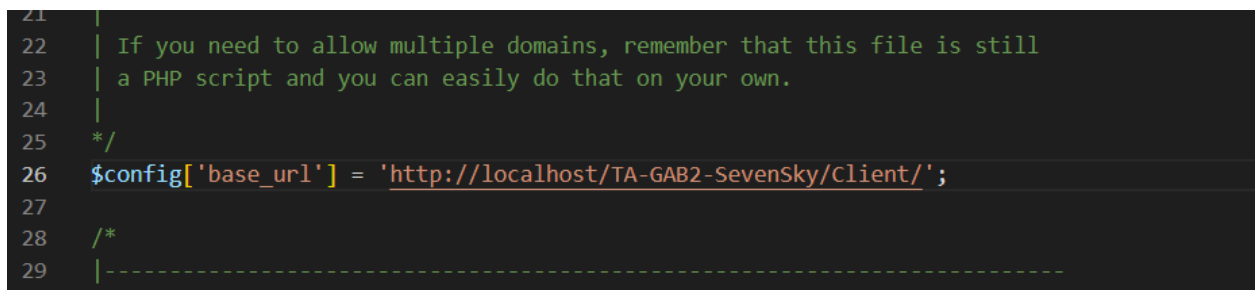 21 |
22 | If you need to allow multiple domains, remember that this file is still
23 | a PHP script and you can easily do that on your own.
24 |
25 */
26 $config['base_url'] = 'http://localhost/TA-GAB2-SevenSky/Client/';
27
28 /*
29 |--------------------------------------------------------------------------